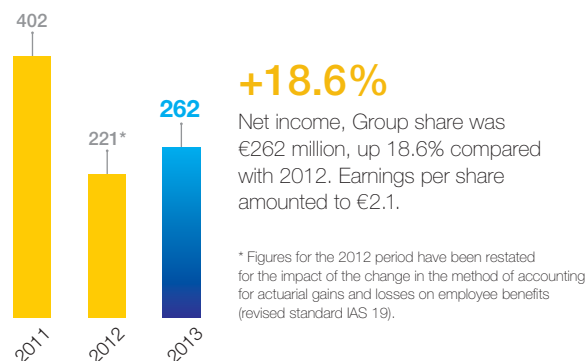 402
221*
262
2011
2012
2013
+18.6%
Net income, Group share was
€262 million, up 18.6% compared
with 2012. Earnings per share
amounted to €2.1.
* Figures for the 2012 period have been restated
for the impact of the change in the method of accounting
for actuarial gains and losses on employee benefits
(revised standard IAS 19).